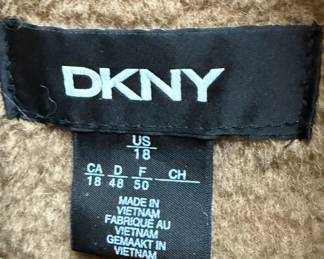 DKNY
US
18
CA D F CH
18 48 50
MADE IN
VIETNAM
FABRIQUÉ AU
VIETNAM
GEMAAKT IN
VIETNAM